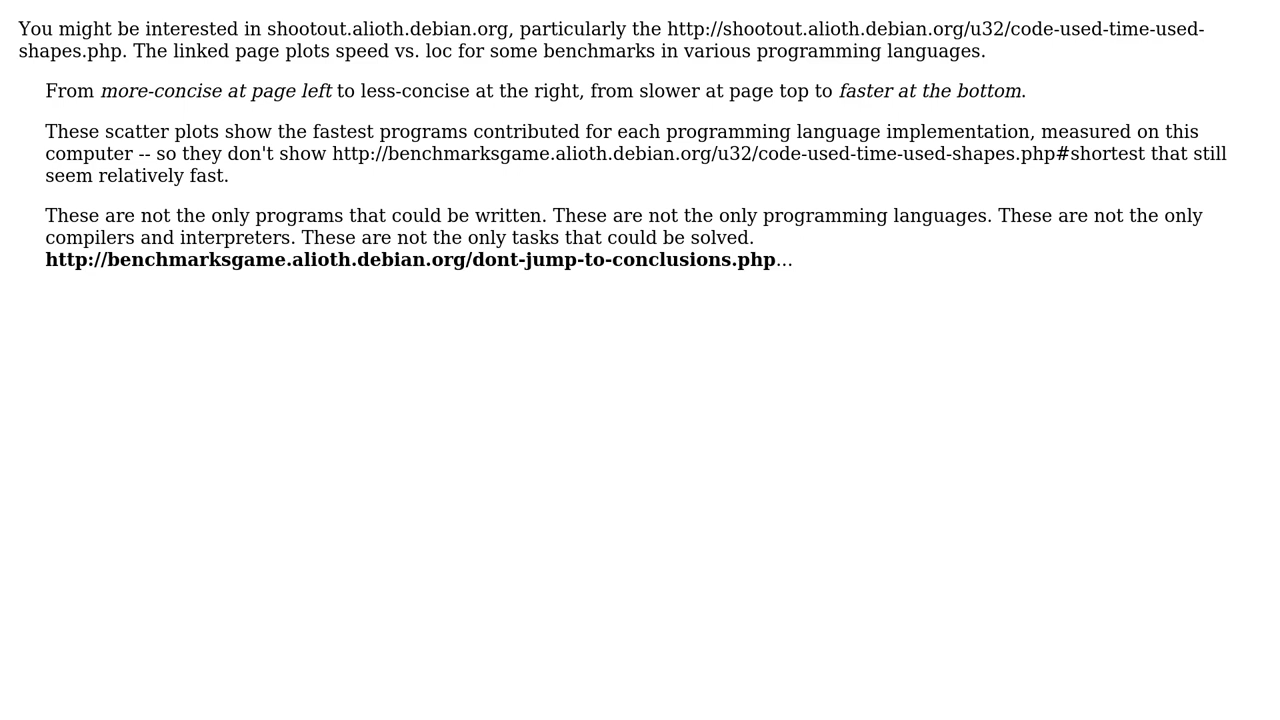 You might be interested in shootout.alioth.debian.org, particularly the http://shootout.alioth.debian.org/u32/code-used-time-used-
shapes.php. The linked page plots speed vs. loc for some benchmarks in various programming languages.
From more-concise at page left to less-concise at the right, from slower at page top to faster at the bottom.
These scatter plots show the fastest programs contributed for each programming language implementation, measured on this
computer -- so they don't show http://benchmarksgame.alioth.debian.org/u32/code-used-time-used-shapes.php#shortest that still
seem relatively fast.
These are not the only programs that could be written. These are not the only programming languages. These are not the only
compilers and interpreters. These are not the only tasks that could be solved.
http://benchmarksgame.alioth.debian.org/dont-jump-to-conclusions.php...